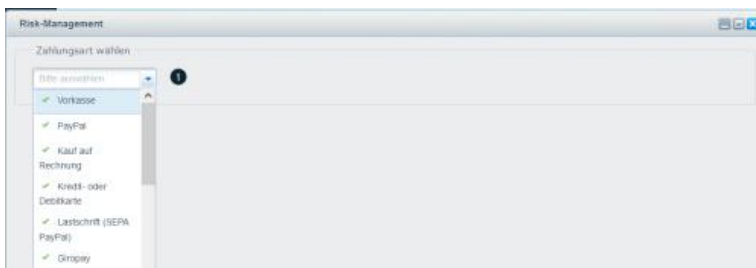 Risk-Management
Zahlungsart wählen
Bitte auswählen
1
Vorkasse
PayPal
Kauf auf
Rechnung
Kredit- oder
Debitkarte
Lastschrift (SEPA
PayPal)
Giropay